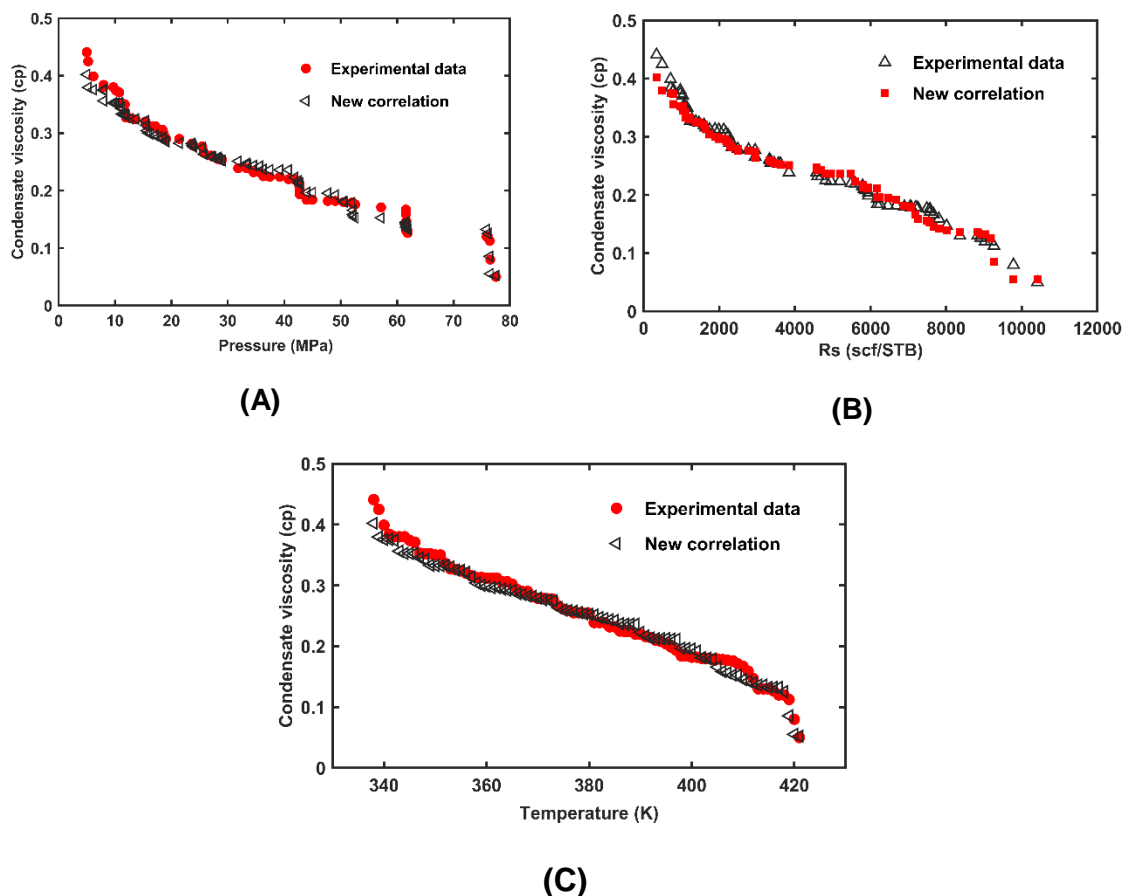 0.5
0.4
0.3
0.2
0.1
0
Condensate viscosity (cp)
Experimental data
New correlation
0 10 20 30 40 50 60 70 80
Pressure (MPa)
(A)
0.5
0.4
0.3
0.2
0.1
0
Condensate viscosity (cp)
Experimental data
New correlation
0 2000 4000 6000 8000 10000 12000
Rs (scf/STB)
(B)
0.5
0.4
0.3
0.2
0.1
0
Condensate viscosity (cp)
Experimental data
New correlation
340 360 380 400 420
Temperature (K)
(C)